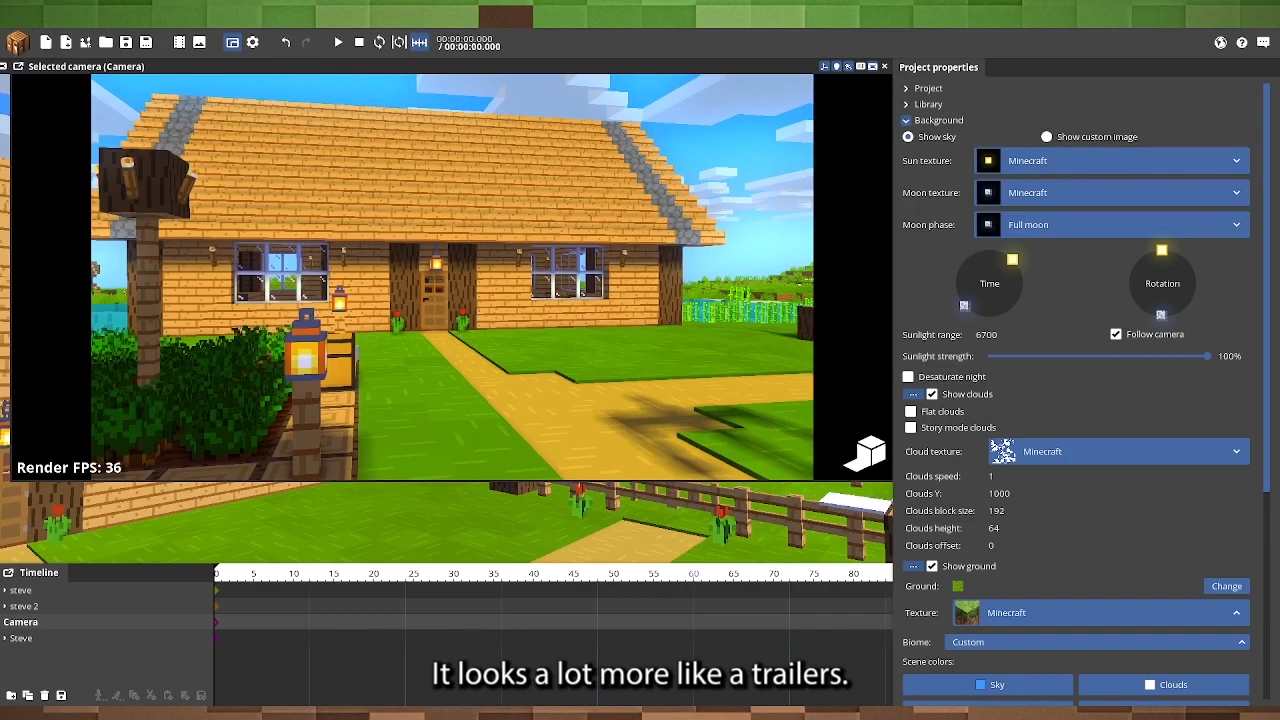 00:00:00.000
/ 00:00:00.000
Selected camera (Camera)
Render FPS: 36
Project properties
Project
Library
Background
Show sky
Show custom image
Sun texture:
Minecraft
Moon texture:
Minecraft
Moon phase:
Full moon
Time
Rotation
Sunlight range:
6700
Follow camera
Sunlight strength:
100%
Desaturate night
Show clouds
Flat clouds
Story mode clouds
Cloud texture:
Minecraft
Clouds speed:
1
Clouds Y:
1000
Clouds block size:
192
Clouds height:
64
Clouds offset:
0
Show ground
Ground:
Change
Texture:
Minecraft
Biome:
Custom
Scene colors:
Sky
Clouds
Timeline
0 5 10 15 20 25 30 35 40 45 50 55 60 65 70 75 80
steve
steve 2
Camera
Steve
It looks a lot more like a trailers.